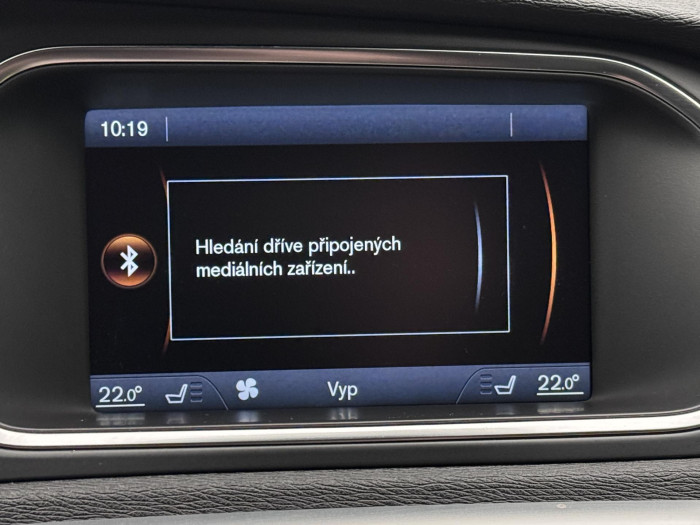 10:19
Hledání dříve připojených
mediálních zařízení..
22.0° Vyp 22.0°